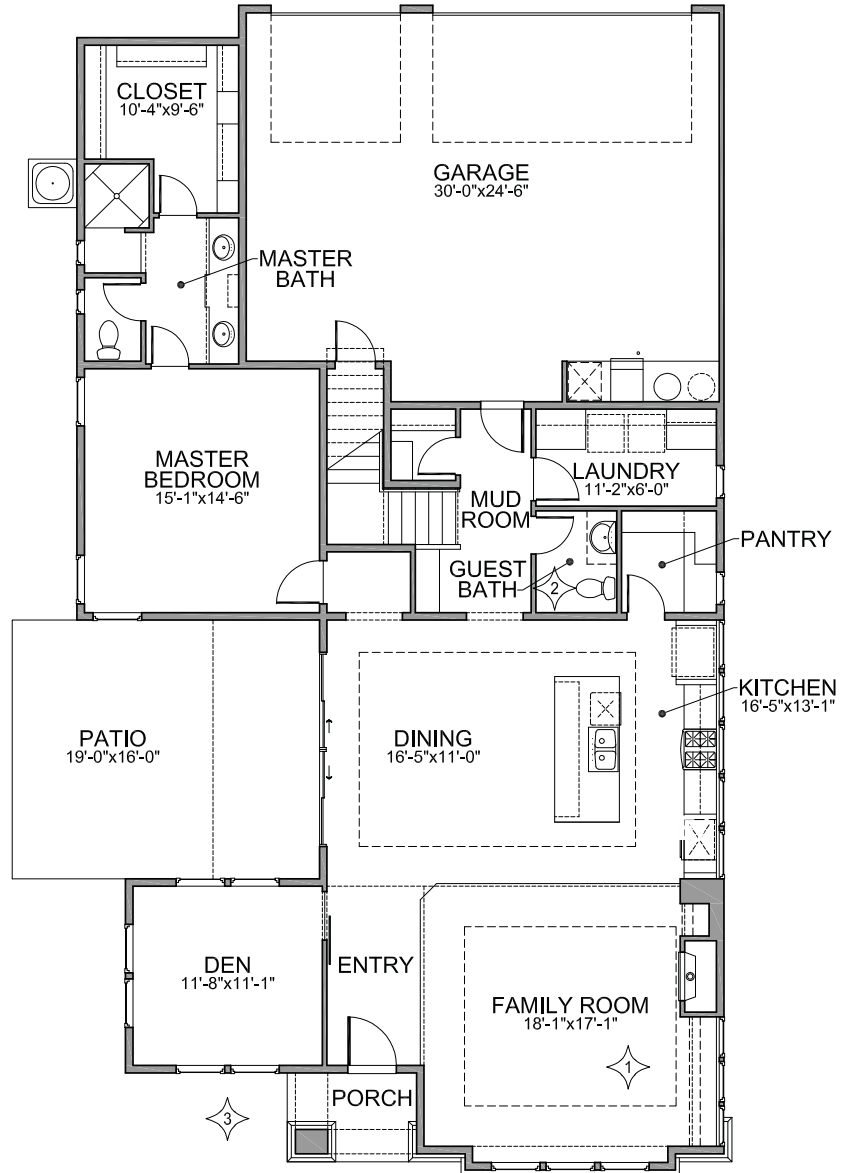 CLOSET
10'-4"x9'-6"
GARAGE
30'-0"x24'-6"
MASTER
BATH
MASTER
BEDROOM
15'-1"x14'-6"
LAUNDRY
11'-2"x6'-0"
MUD
ROOM
PANTRY
GUEST
BATH
2
KITCHEN
16'-5"x13'-1"
PATIO
19'-0"x16'-0"
DINING
16'-5"x11'-0"
DEN
11'-8"x11'-1"
ENTRY
FAMILY ROOM
18'-1"x17'-1"
1
PORCH
3